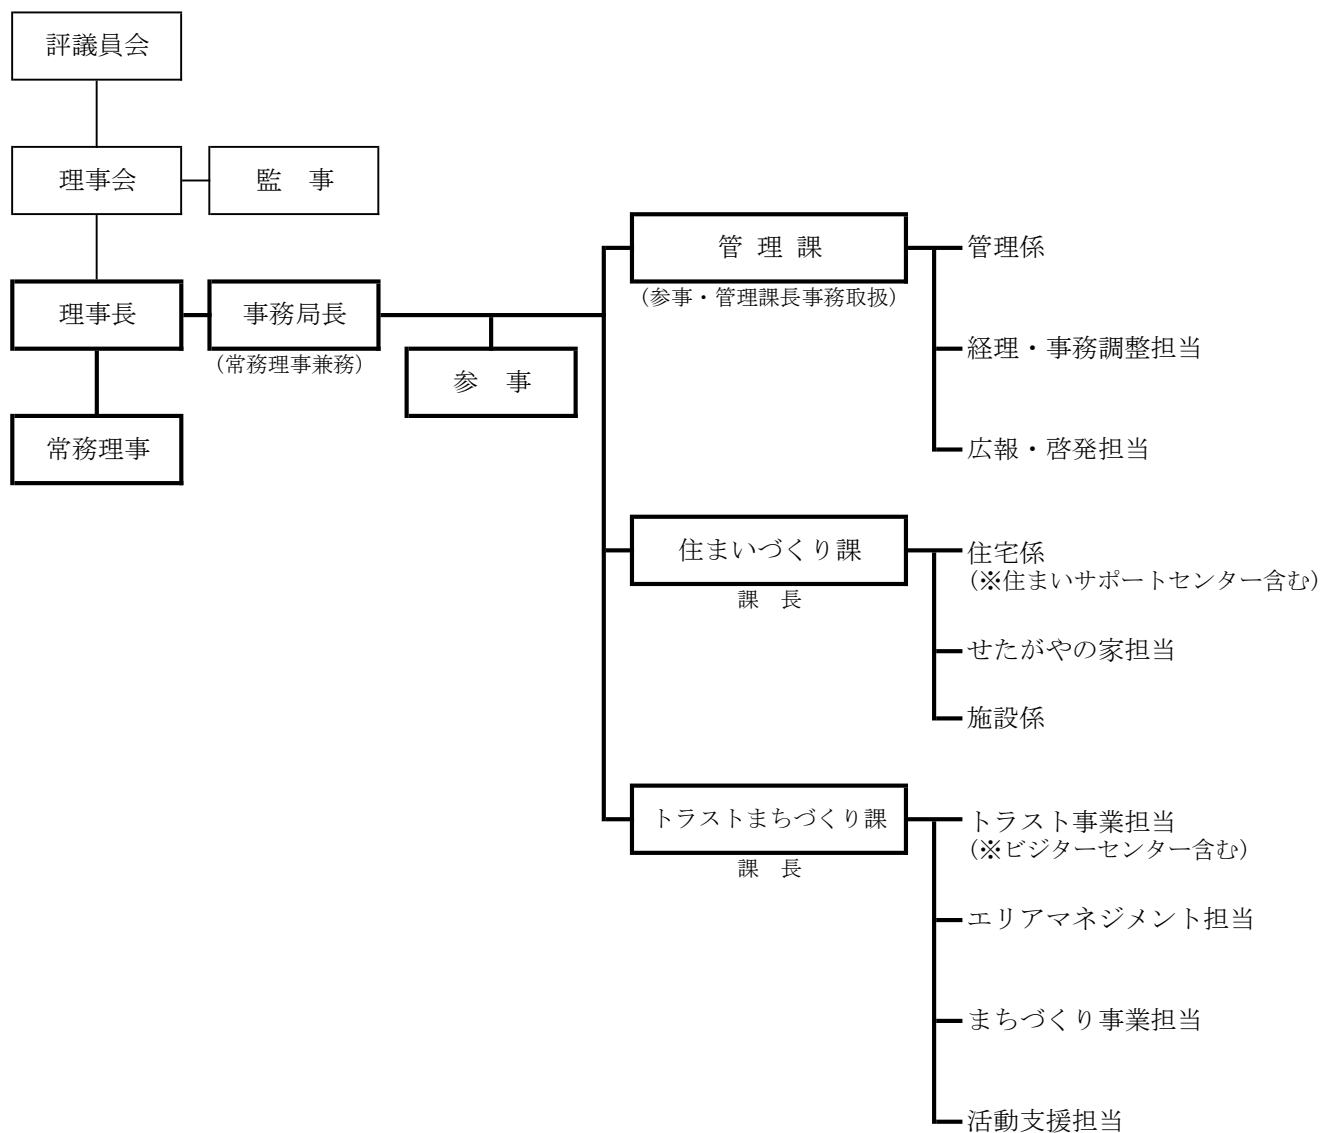 評議員会
理事会
監　事
理事長
事務局長
(常務理事兼務)
参　事
常務理事
管 理 課
(参事・管理課長事務取扱)
管理係
経理・事務調整担当
広報・啓発担当
住まいづくり課
課　長
住宅係
(※住まいサポートセンター含む)
せたがやの家担当
施設係
トラストまちづくり課
課　長
トラスト事業担当
(※ビジターセンター含む)
エリアマネジメント担当
まちづくり事業担当
活動支援担当